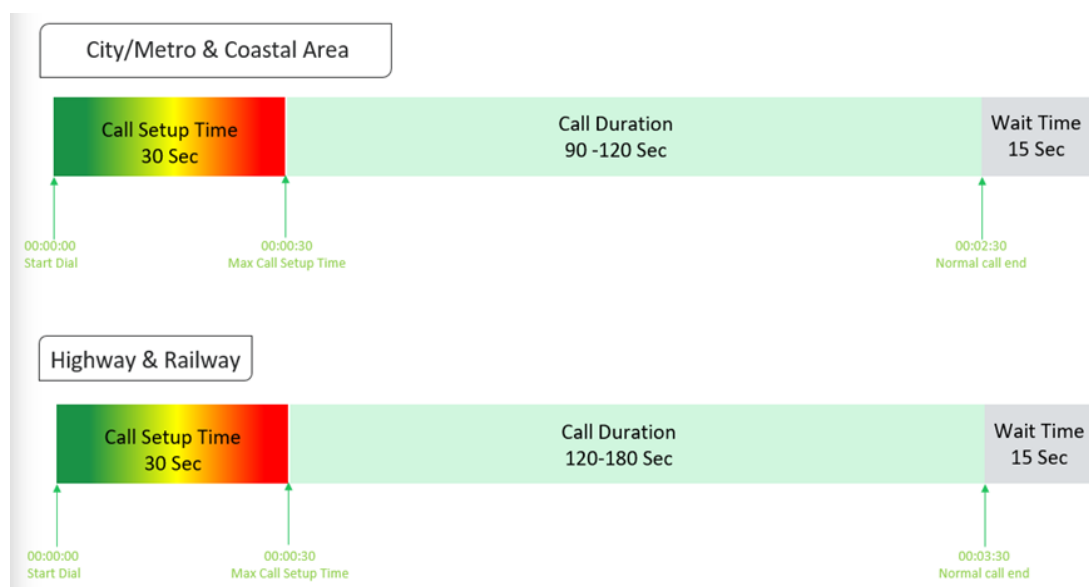 City/Metro & Coastal Area
Call Setup Time
30 Sec
Call Duration
90 -120 Sec
Wait Time
15 Sec
00:00:00
Start Dial
00:00:30
Max Call Setup Time
00:02:30
Normal call end
Highway & Railway
Call Setup Time
30 Sec
Call Duration
120-180 Sec
Wait Time
15 Sec
00:00:00
Start Dial
00:00:30
Max Call Setup Time
00:03:30
Normal call end